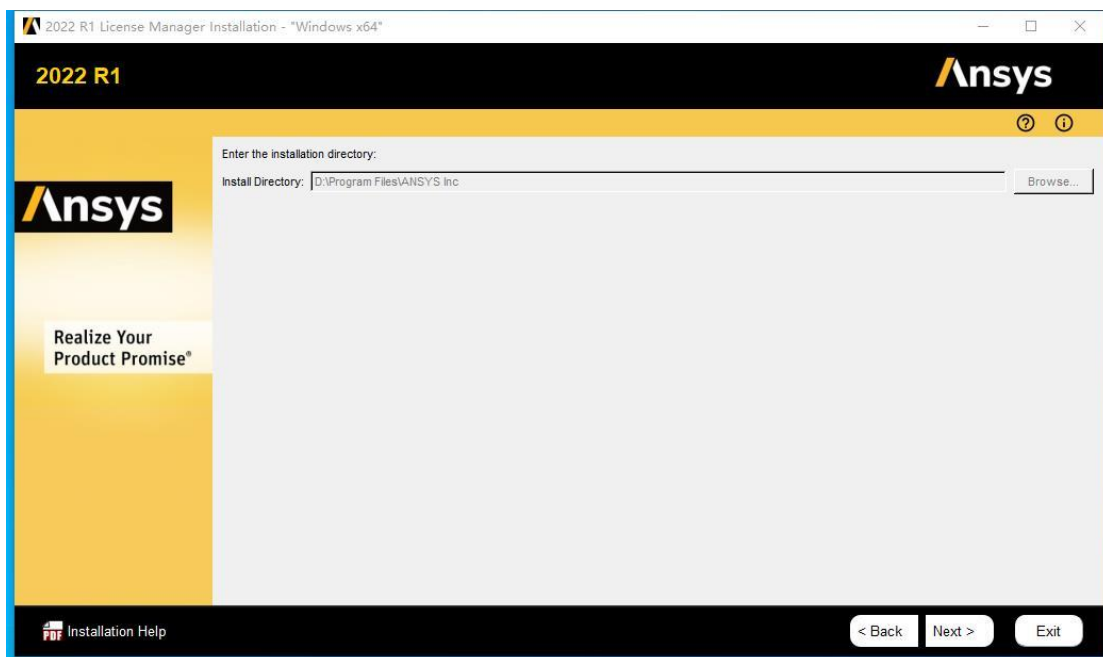 2022 R1 License Manager Installation - "Windows x64"
2022 R1
Ansys
Enter the installation directory:
Install Directory: D:\Program Files\ANSYS Inc
Browse...
Ansys
Realize Your
Product Promise®
PDF Installation Help
< Back Next > Exit